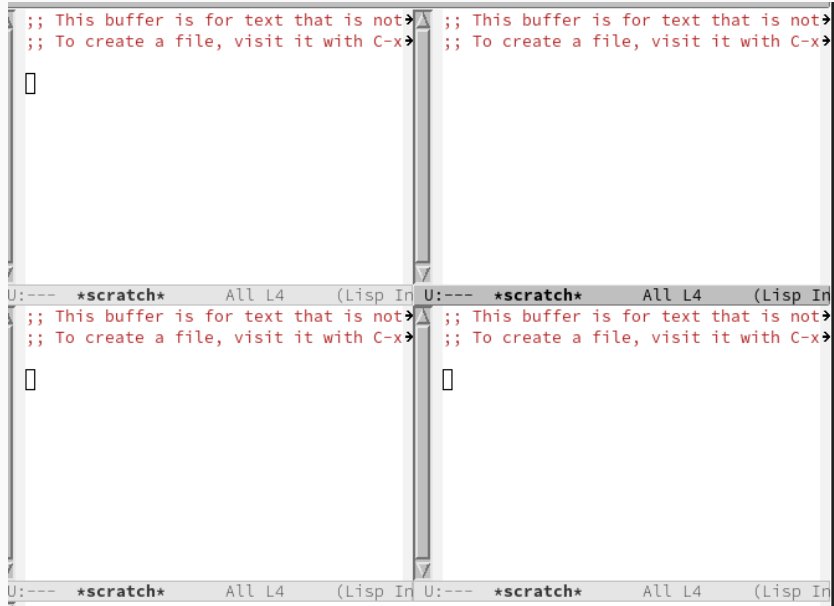 ;; This buffer is for text that is not
;; To create a file, visit it with C-x
U:--- *scratch* All L4 (Lisp In
;; This buffer is for text that is not
;; To create a file, visit it with C-x
U:--- *scratch* All L4 (Lisp In
;; This buffer is for text that is not
;; To create a file, visit it with C-x
U:--- *scratch* All L4 (Lisp In
;; This buffer is for text that is not
;; To create a file, visit it with C-x
U:--- *scratch* All L4 (Lisp In